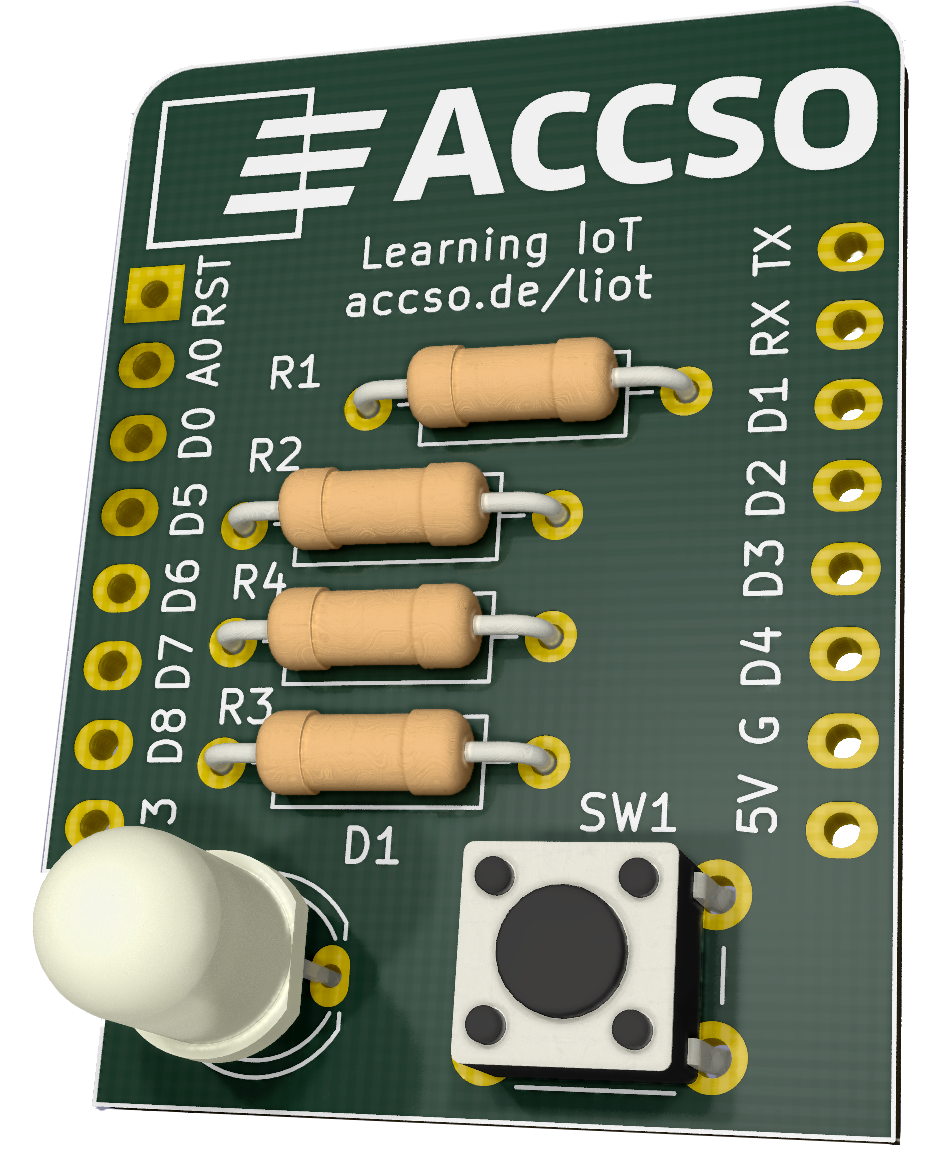 ACCSO
Learning IoT
accso.de/liot
RST
A0
D0
D5
D6
D7
D8
3
TX
RX
D1
D2
D3
D4
G
5V
R1
R2
R4
R3
D1
SW1